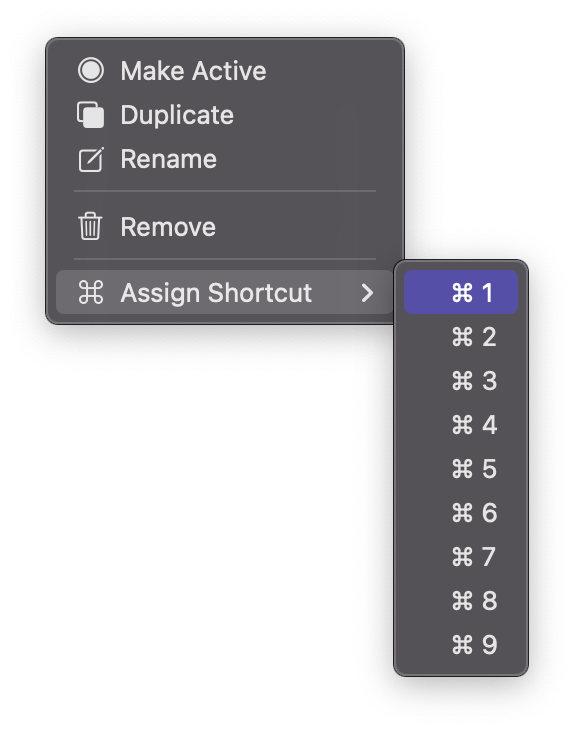 Make Active
Duplicate
Rename
Remove
Assign Shortcut
⌘ 1
⌘ 2
⌘ 3
⌘ 4
⌘ 5
⌘ 6
⌘ 7
⌘ 8
⌘ 9